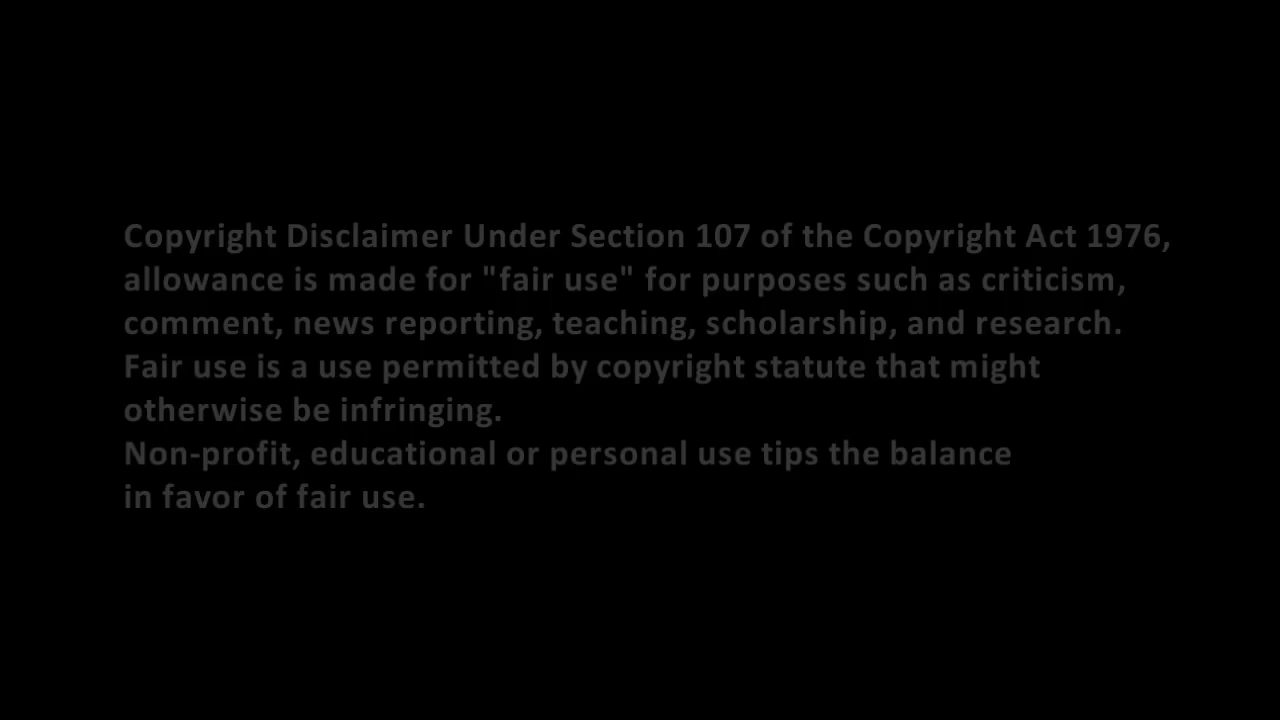 Copyright Disclaimer Under Section 107 of the Copyright Act 1976,
allowance is made for "fair use" for purposes such as criticism,
comment, news reporting, teaching, scholarship, and research.
Fair use is a use permitted by copyright statute that might
otherwise be infringing.
Non-profit, educational or personal use tips the balance
in favor of fair use.